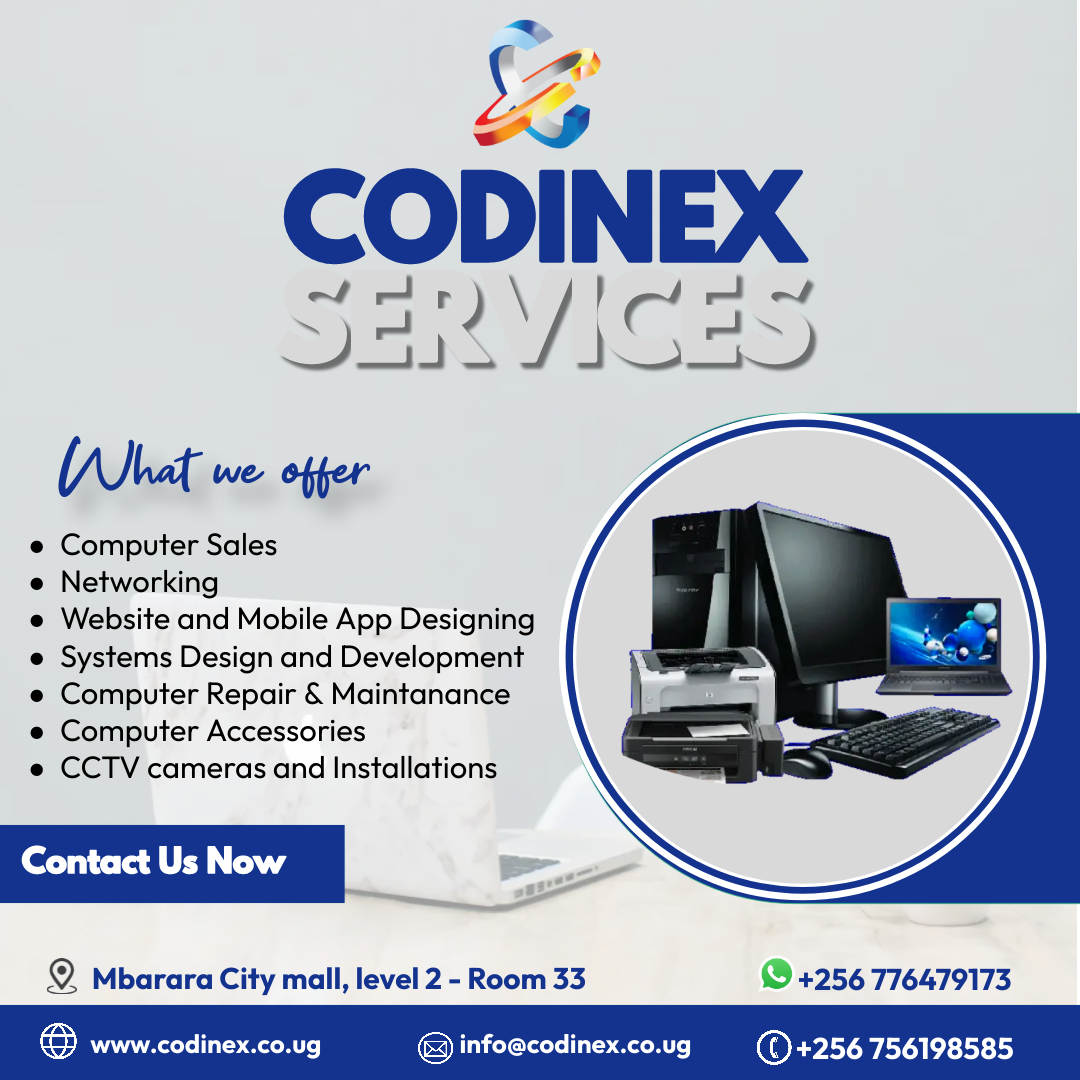 CODINEX
SERVICES
What we offer
• Computer Sales
• Networking
• Website and Mobile App Designing
• Systems Design and Development
• Computer Repair & Maintanance
• Computer Accessories
• CCTV cameras and Installations
Contact Us Now
Mbarara City mall, level 2 - Room 33
+256 776479173
www.codinex.co.ug
info@codinex.co.ug
+256 756198585